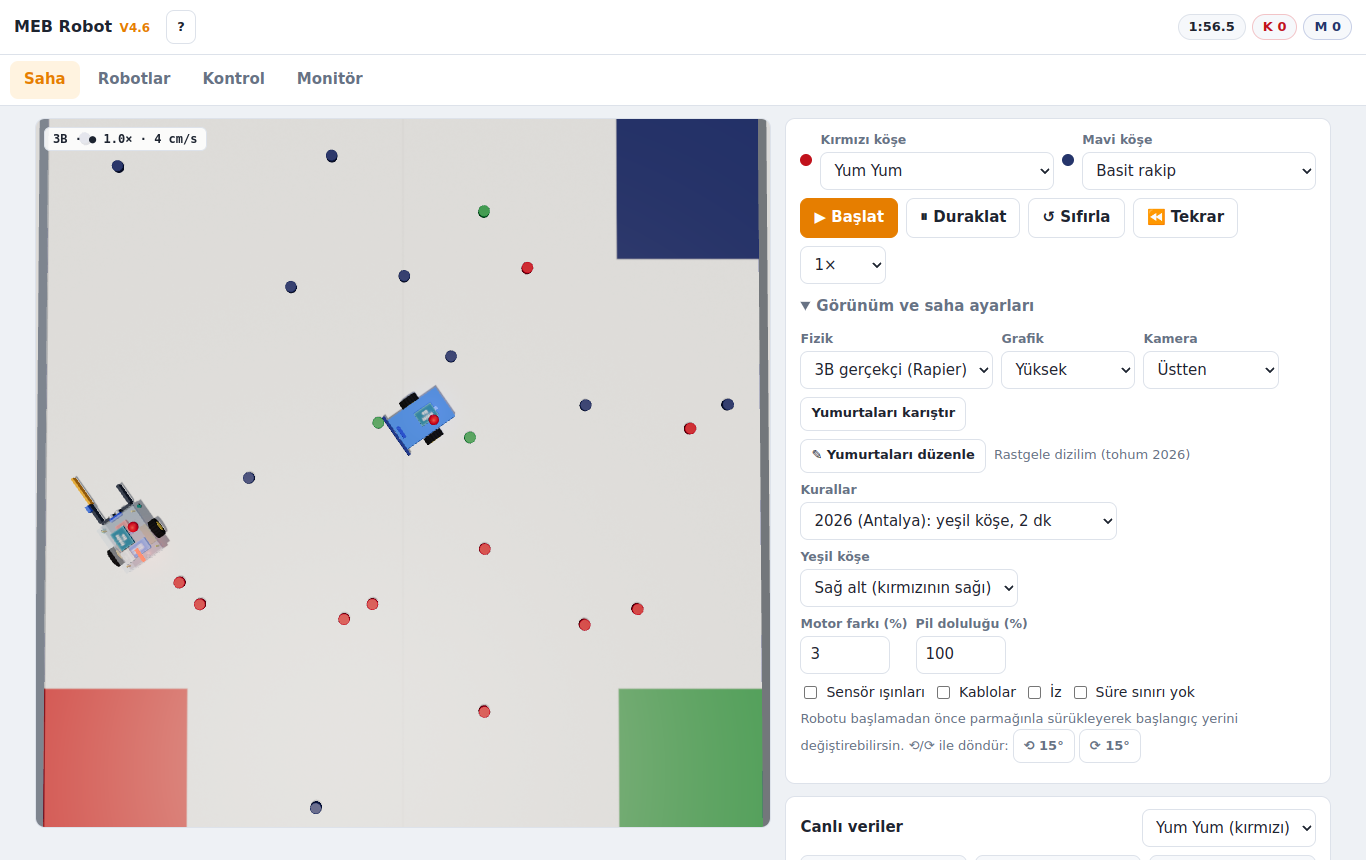 MEB Robot V4.6 ?
1:56.5 K 0 M 0
Saha Robotlar Kontrol Monitör
3B · ● 1.0× · 4 cm/s
Kırmızı köşe Mavi köşe
Yum Yum Basit rakip
▶ Başlat ⏸ Duraklat ↺ Sıfırla ⏪ Tekrar
1×
▼ Görünüm ve saha ayarları
Fizik Grafik Kamera
3B gerçekçi (Rapier) Yüksek Üstten
Yumurtaları karıştır
✎ Yumurtaları düzenle Rastgele dizilim (tohum 2026)
Kurallar
2026 (Antalya): yeşil köşe, 2 dk
Yeşil köşe
Sağ alt (kırmızının sağı)
Motor farkı (%) Pil doluluğu (%)
3 100
Sensör ışınları Kablolar İz Süre sınırı yok
Robotu başlamadan önce parmağınla sürükleyerek başlangıç yerini
değiştirebilirsin. ⟲/⟳ ile döndür: ⟲ 15° ⟳ 15°
Canlı veriler Yum Yum (kırmızı)